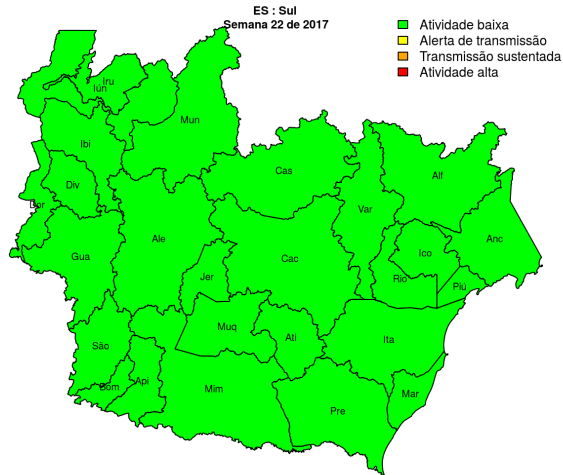 ES : Sul
Semana 22 de 2017
Atividade baixa
Alerta de transmissão
Transmissão sustentada
Atividade alta
Iru
Iún
Mun
Ibi
Cas
Alf
Div
Dor
Var
Ale
Anc
Ico
Gua
Cac
Jer
Rio
Piú
Muq
Ati
Ita
São
Api
Bom
Mim
Mar
Pre